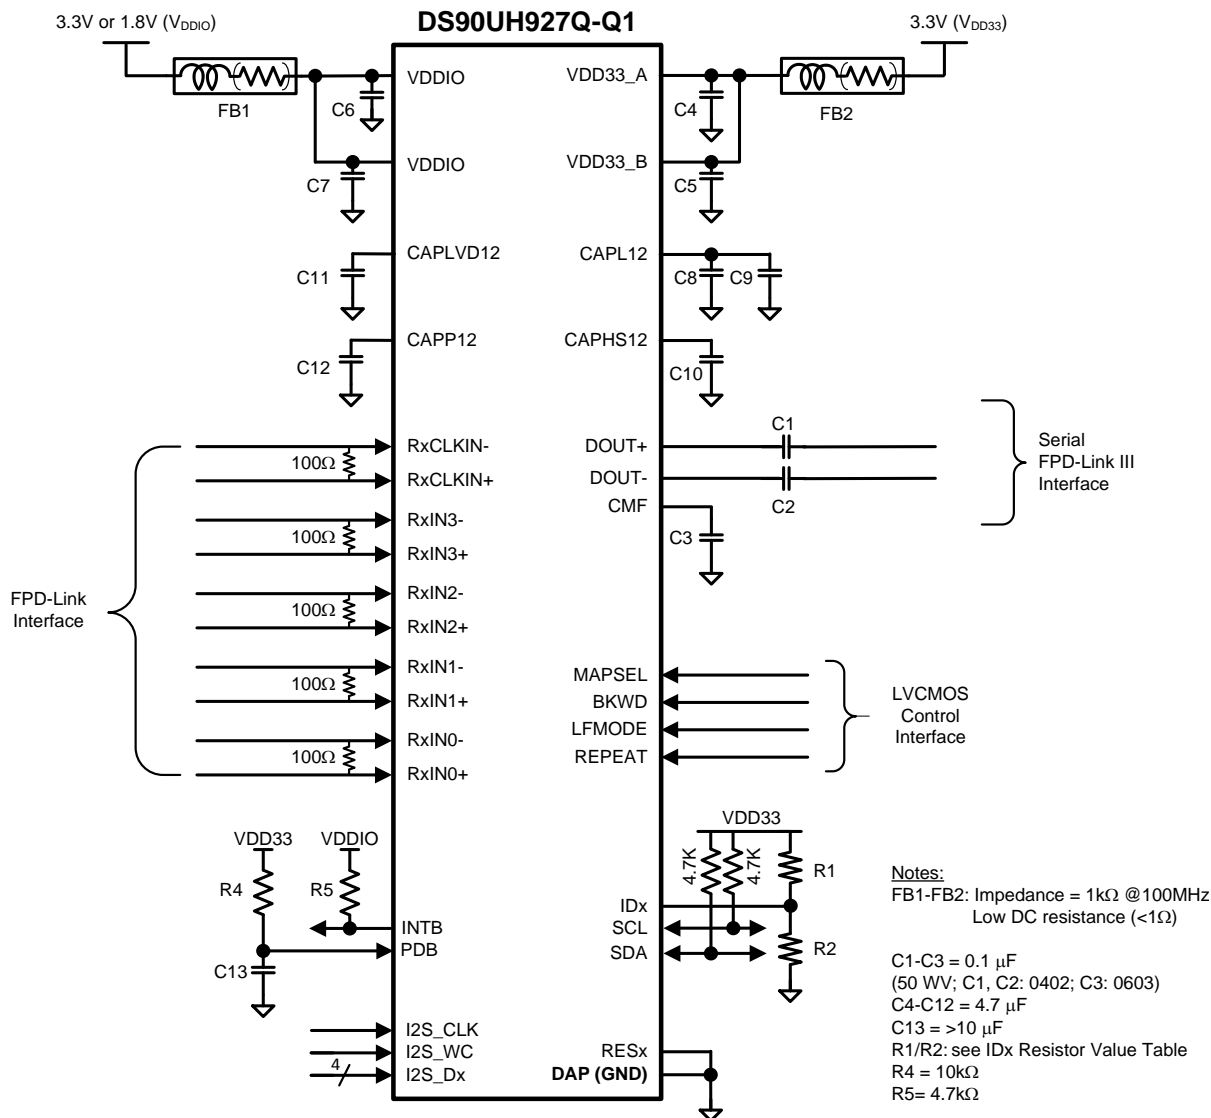 DS90UH927Q-Q1
3.3V or 1.8V (VDDIO)
3.3V (VDD33)
FB1
FB2
VDDIO
VDD33_A
C6
C4
VDDIO
VDD33_B
C7
C5
CAPLVD12
CAPL12
C11
C8
C9
CAPP12
CAPHS12
C12
C10
RxCLKIN-
100Ω
RxCLKIN+
RxIN3-
100Ω
RxIN3+
RxIN2-
100Ω
RxIN2+
RxIN1-
100Ω
RxIN1+
RxIN0-
100Ω
RxIN0+
FPD-Link
Interface
DOUT+
C1
DOUT-
C2
CMF
C3
Serial
FPD-Link III
Interface
MAPSEL
BKWD
LFMODE
REPEAT
LVCMOS
Control
Interface
VDD33
VDDIO
R4
R5
INTB
PDB
C13
VDD33
4.7K
4.7K
R1
IDx
SCL
SDA
R2
I2S_CLK
I2S_WC
4
I2S_Dx
RESx
DAP (GND)
Notes:
FB1-FB2: Impedance = 1kΩ @100MHz
Low DC resistance (<1Ω)
C1-C3 = 0.1 μF
(50 WV; C1, C2: 0402; C3: 0603)
C4-C12 = 4.7 μF
C13 = >10 μF
R1/R2: see IDx Resistor Value Table
R4 = 10kΩ
R5= 4.7kΩ